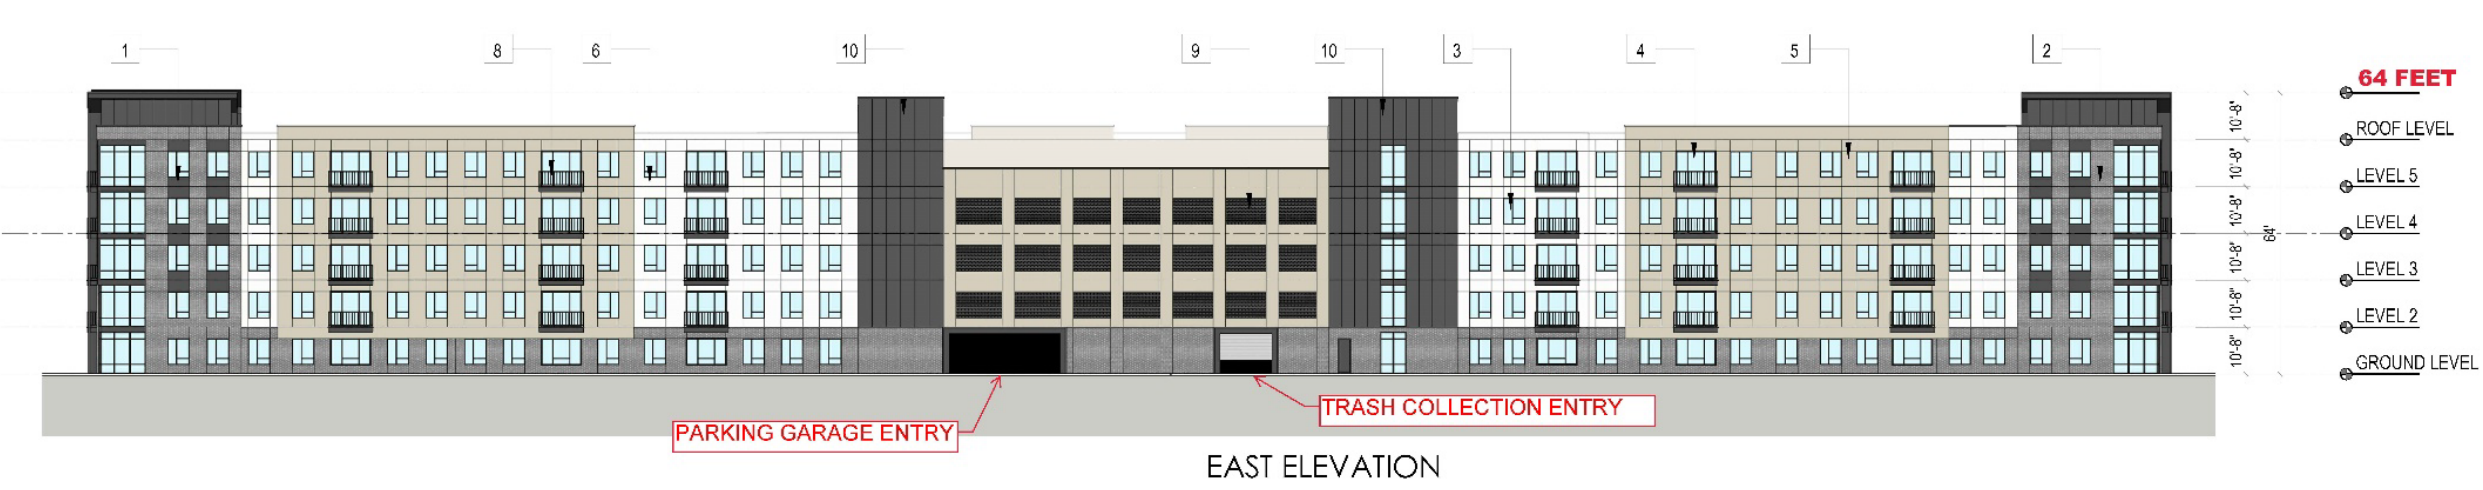 1
8
6
10
9
10
3
4
5
2
64 FEET
10'-8"
ROOF LEVEL
10'-8"
LEVEL 5
10'-8"
LEVEL 4
64'
10'-8"
LEVEL 3
10'-8"
LEVEL 2
10'-8"
GROUND LEVEL
TRASH COLLECTION ENTRY
PARKING GARAGE ENTRY
EAST ELEVATION